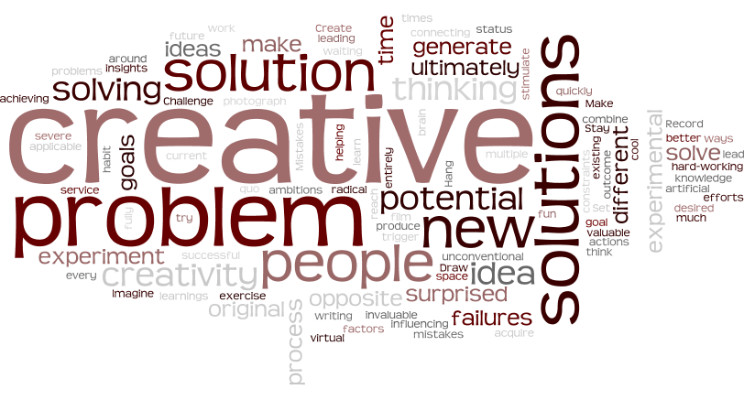 times
work
future
Create
connecting
status
leading
ideas
make
time
generate
waiting
around
insights
solution
ultimately
stimulate
problems
solving
thinking
solutions
quickly
achieving
Challenge
photograph
Make
creative
combine
experimental
Record
severe
applicable
habit
goals
current
Mistakes
helping
learn
brain
multiple
entirely
Hang
constraints
Stay
existing
outcome
different
cool
better
ways
solve
lead
hard-working
knowledge
service
quo
ambitions
radical
reach
potential
artificial
efforts
problem
fully
try
film
produce
trigger
new
fun
Set
goal
valuable
desired
much
actions
think
experiment
successful
people
unconventional
every
creativity
Draw
space
idea
Imagine
learnings
exercise
opposite
surprised
original
process
writing
invaluable
influencing
failures
virtual
factors
mistakes
acquire